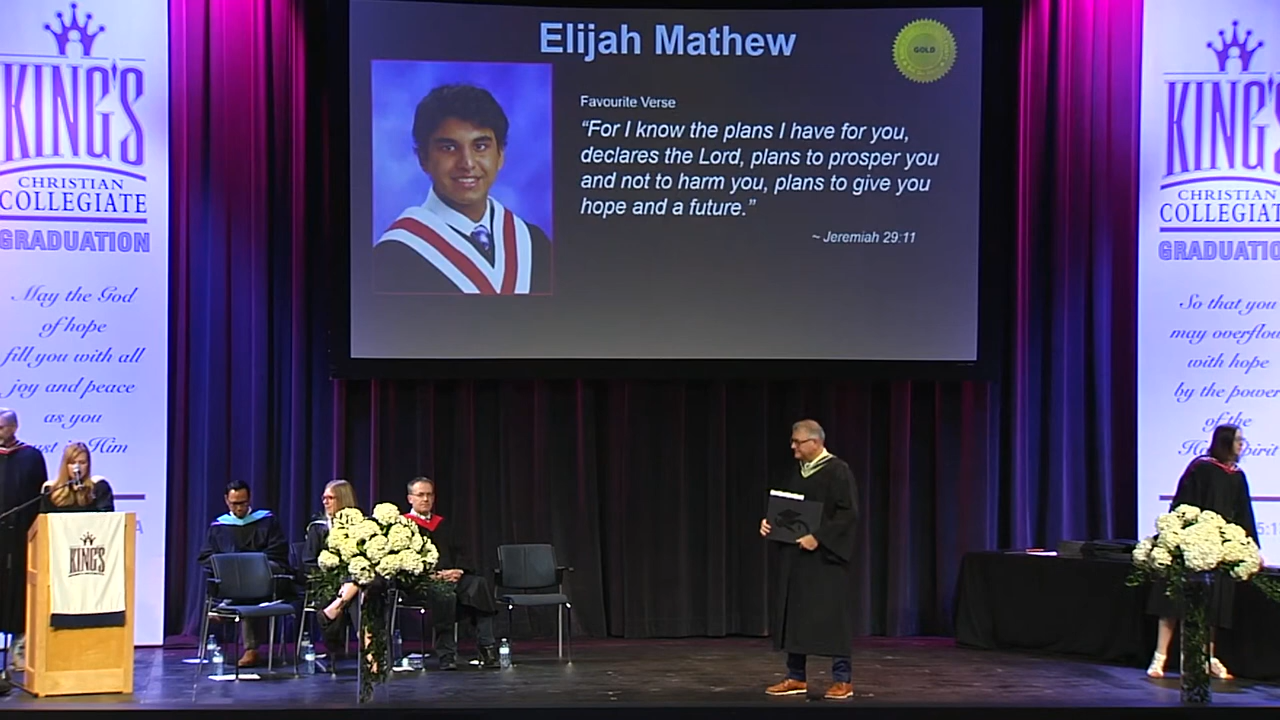 Elijah Mathew
GOLD
Favourite Verse
“For I know the plans I have for you,
declares the Lord, plans to prosper you
and not to harm you, plans to give you
hope and a future.”
~ Jeremiah 29:11
KING'S
CHRISTIAN
COLLEGIATE
GRADUATION
May the God
of hope
fill you with all
joy and peace
as you
in Him
KING'S
CHRISTIAN
COLLEGIATE
GRADUATIO
So that you
may overflow
with hope
by the power
of the
KING'S